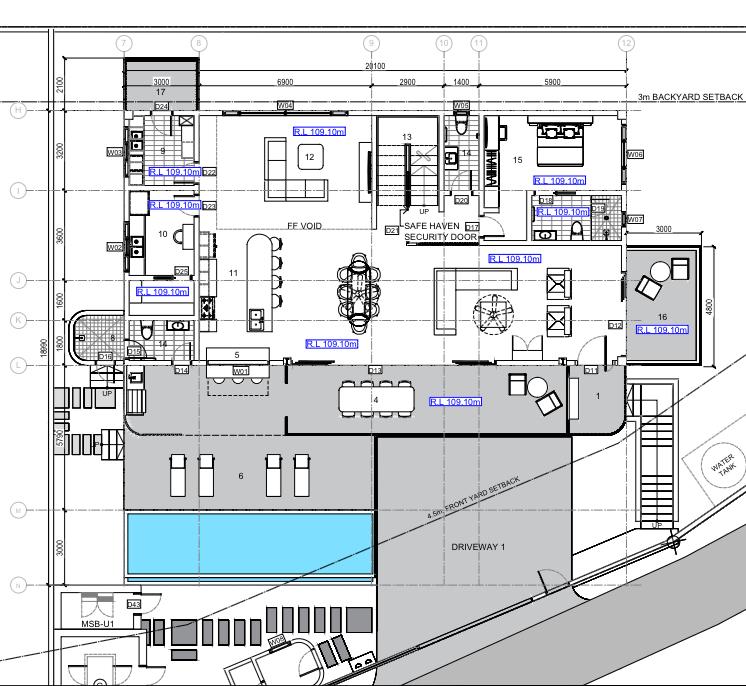 7 8 9 10 11 12
20100
3000 6900 2900 1400 5900
2100
17
3m BACKYARD SETBACK
D24 W04 W05
H
R.L 109.10m
13
W03 9 12 14 15 W06
3200
R.L 109.10m D22 R.L 109.10m
I
R.L 109.10m D23 D20 D18 D19
UP
R.L 109.10m W07
FF VOID D21 SAFE HAVEN D17
SECURITY DOOR
3000
10
W02
3600
R.L 109.10m
D25 11
J
R.L 109.10m
1600
4800
16
K
R.L 109.10m
8 D12
14
R.L 109.10m
D15
D16
1800
18690
5
L
D14 W01 D13 D11
UP
4 R.L 109.10m 1
5790
WATER
TANK
6
4.5m FRONT YARD SETBACK
M
UP
3000
DRIVEWAY 1
N
D43
MSB-U1
W08